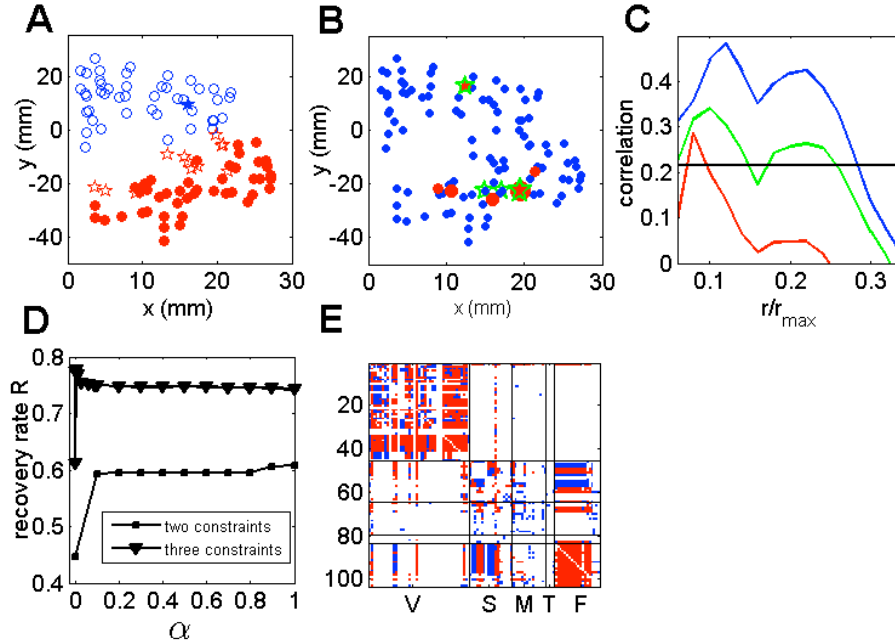 A
B
C
20
0
-20
-40
y (mm)
0 10 20 30
x (mm)
20
0
-20
-40
y (mm)
0 10 20 30
x (mm)
0.4
0.3
0.2
0.1
0
correlation
0.1 0.2 0.3
r/rmax
D
E
0.8
0.7
0.6
0.5
0.4
recovery rate R
two constraints
three constraints
0 0.2 0.4 0.6 0.8 1
α
20
40
60
80
100
V S M T F